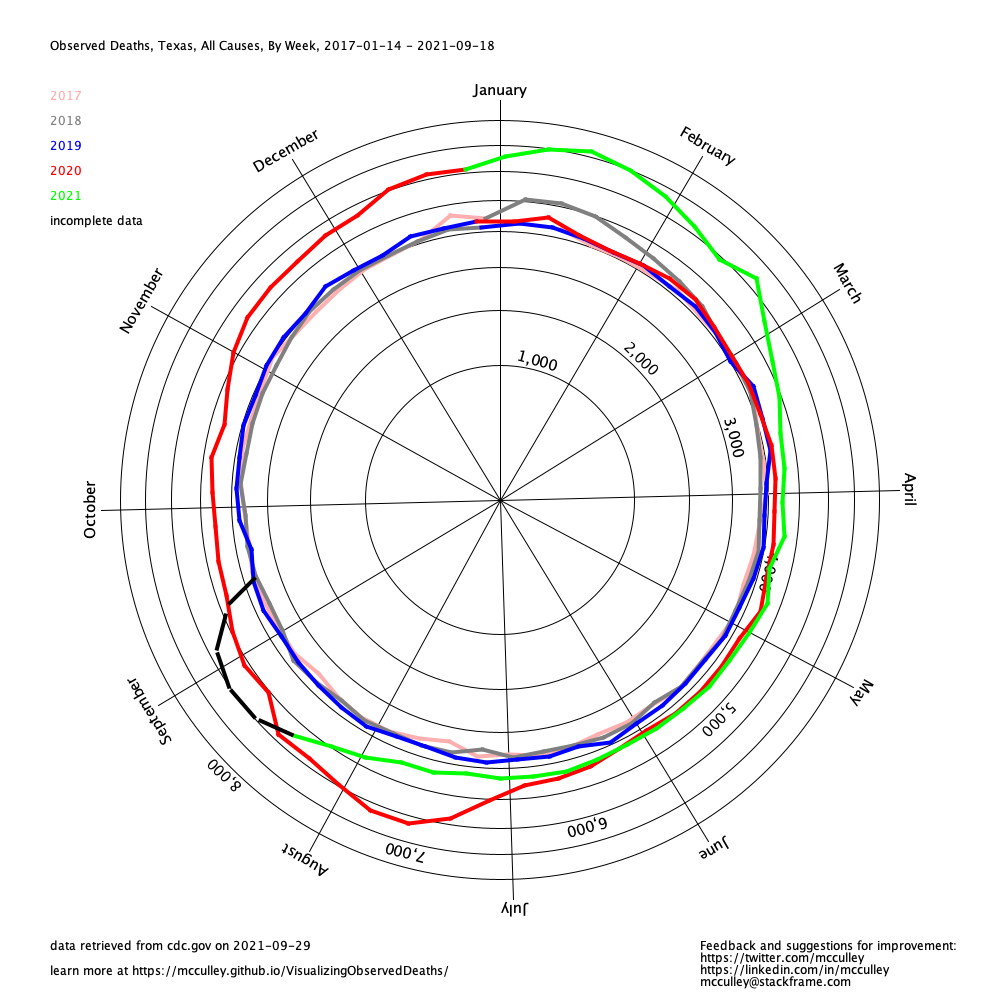 Observed Deaths, Texas, All Causes, By Week, 2017-01-14 - 2021-09-18
January
2017
2018
2019
2020
2021
incomplete data
December
February
November
March
1,000
2,000
3,000
October
April
4,000
September
May
5,000
8,000
6,000
7,000
August
June
July
data retrieved from cdc.gov on 2021-09-29
learn more at https://mcculley.github.io/VisualizingObservedDeaths/
Feedback and suggestions for improvement:
https://twitter.com/mcculley
https://linkedin.com/in/mcculley
mcculley@stackframe.com